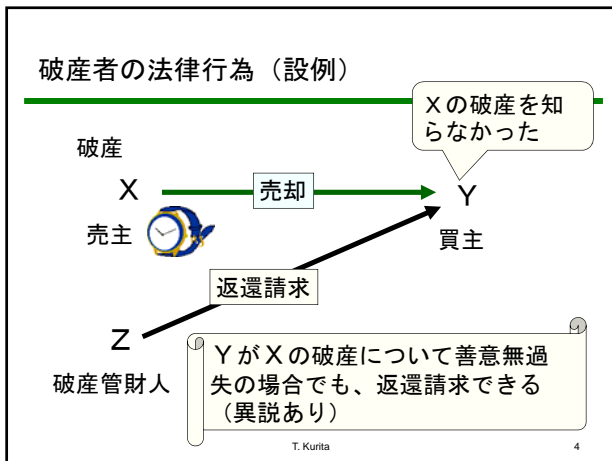 破産者の法律行為（設例）
Xの破産を知
らなかった
破産
X
売却
Y
売主
買主
返還請求
Z
破産管財人
YがXの破産について善意無過
失の場合でも、返還請求できる
（異説あり）
T. Kurita
4